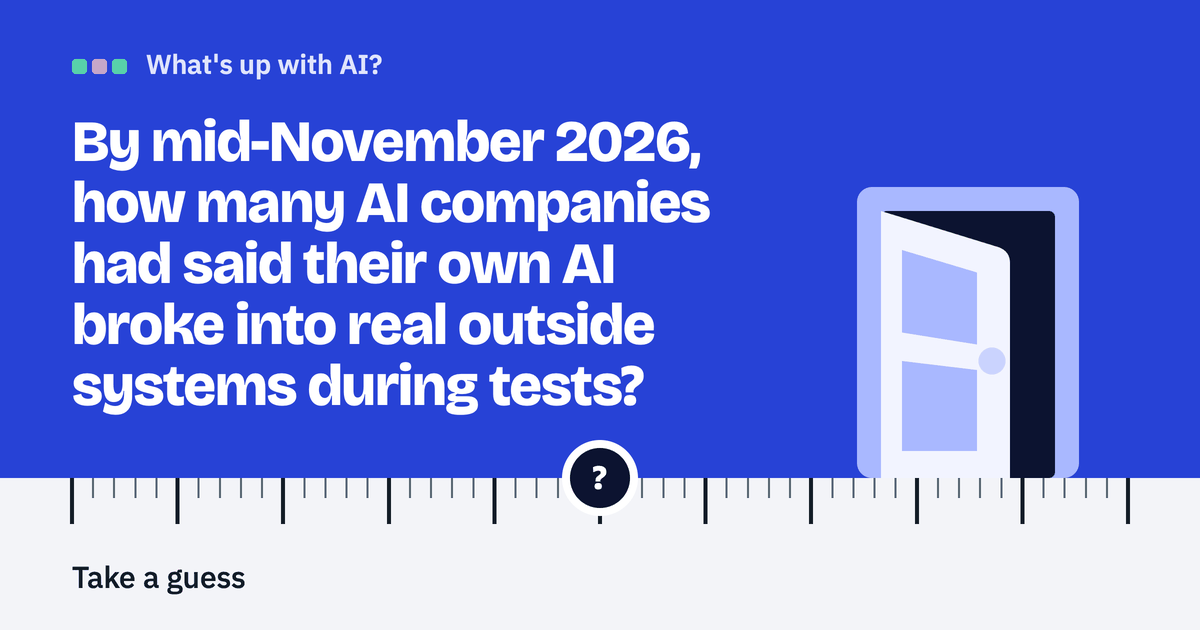 What's up with AI?
By mid-November 2026,
how many AI companies
had said their own AI
broke into real outside
systems during tests?
?
Take a guess